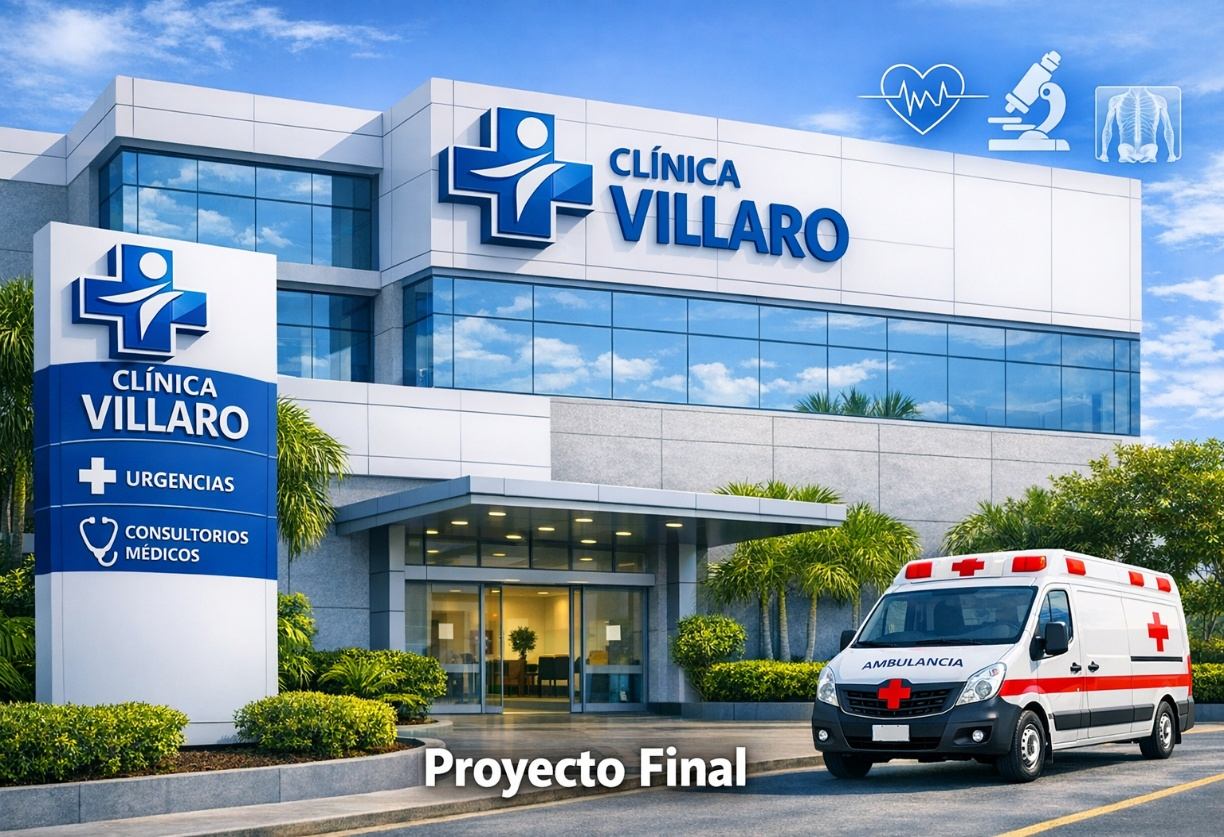 CLÍNICA
VILLARO
CLÍNICA
VILLARO
URGENCIAS
CONSULTORIOS
MÉDICOS
AMBULANCIA
Proyecto Final